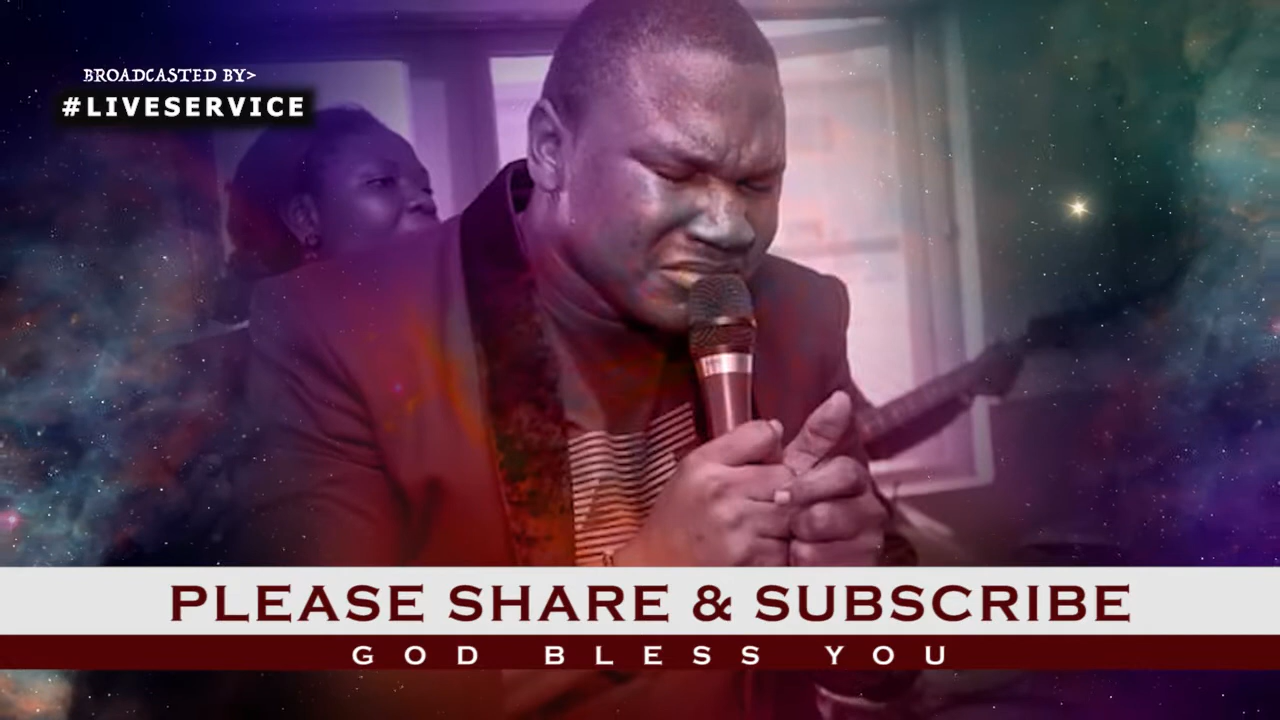 BROADCASTED BY>
#LIVESERVICE
PLEASE SHARE & SUBSCRIBE
GOD BLESS YOU